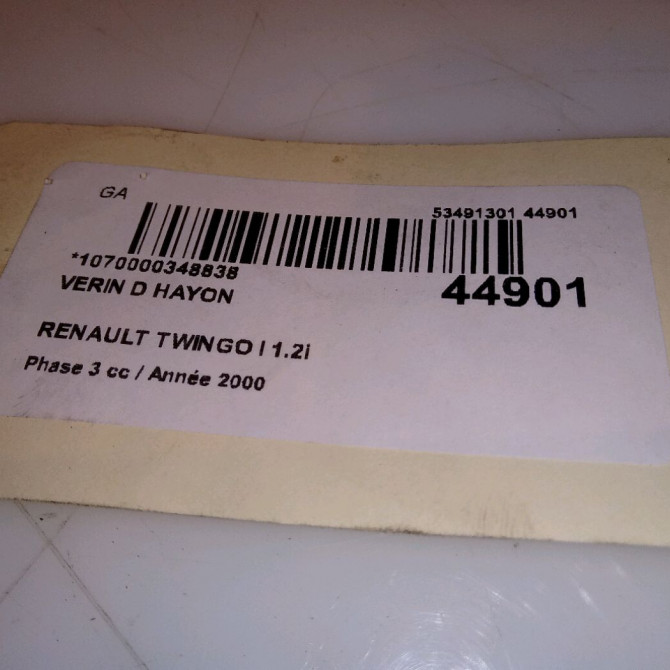 GA
53491301 44901
*1070000348838
VERIN D HAYON
44901
RENAULT TWINGO I 1.2i
Phase 3 cc / Année 2000